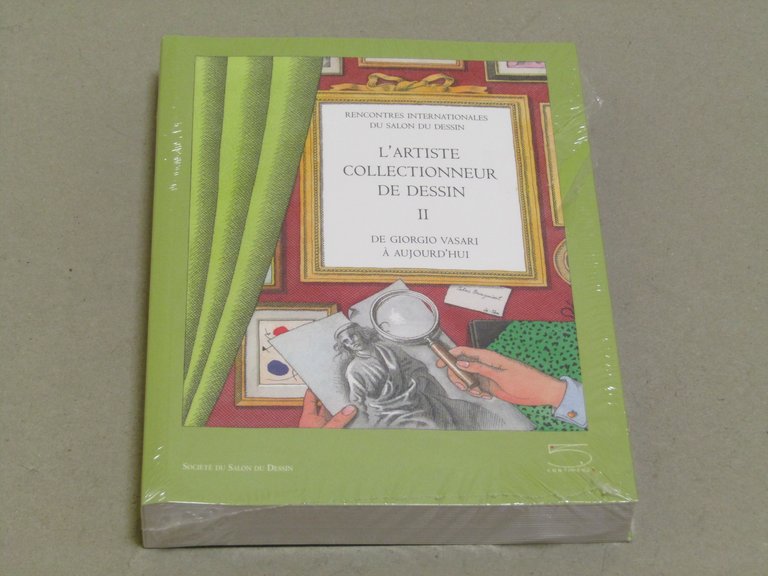 RENCONTRES INTERNATIONALES
DU SALON DU DESSIN
L'ARTISTE
COLLECTIONNEUR
DE DESSIN
II
DE GIORGIO VASARI
À AUJOURD'HUI
SOCIÉTÉ DU SALON DU DESSIN
5